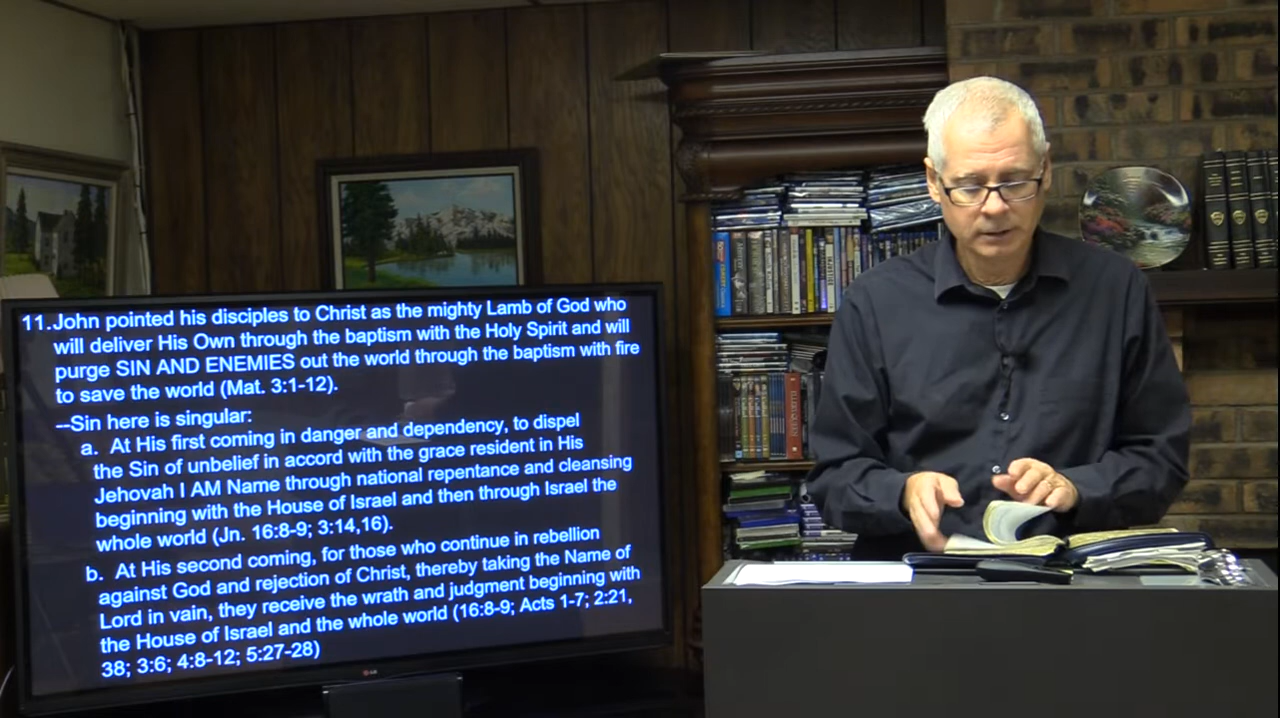 11.John pointed his disciples to Christ as the mighty Lamb of God who
will deliver His Own through the baptism with the Holy Spirit and will
purge SIN AND ENEMIES out the world through the baptism with fire
to save the world (Mat. 3:1-12).
--Sin here is singular:
a. At His first coming in danger and dependency, to dispel
the Sin of unbelief in accord with the grace resident in His
Jehovah I AM Name through national repentance and cleansing
beginning with the House of Israel and then through Israel the
whole world (Jn. 16:8-9; 3:14,16).
b. At His second coming, for those who continue in rebellion
against God and rejection of Christ, thereby taking the Name of
Lord in vain, they receive the wrath and judgment beginning with
the House of Israel and the whole world (16:8-9; Acts 1-7; 2:21,
38; 3:6; 4:8-12; 5:27-28)
LG